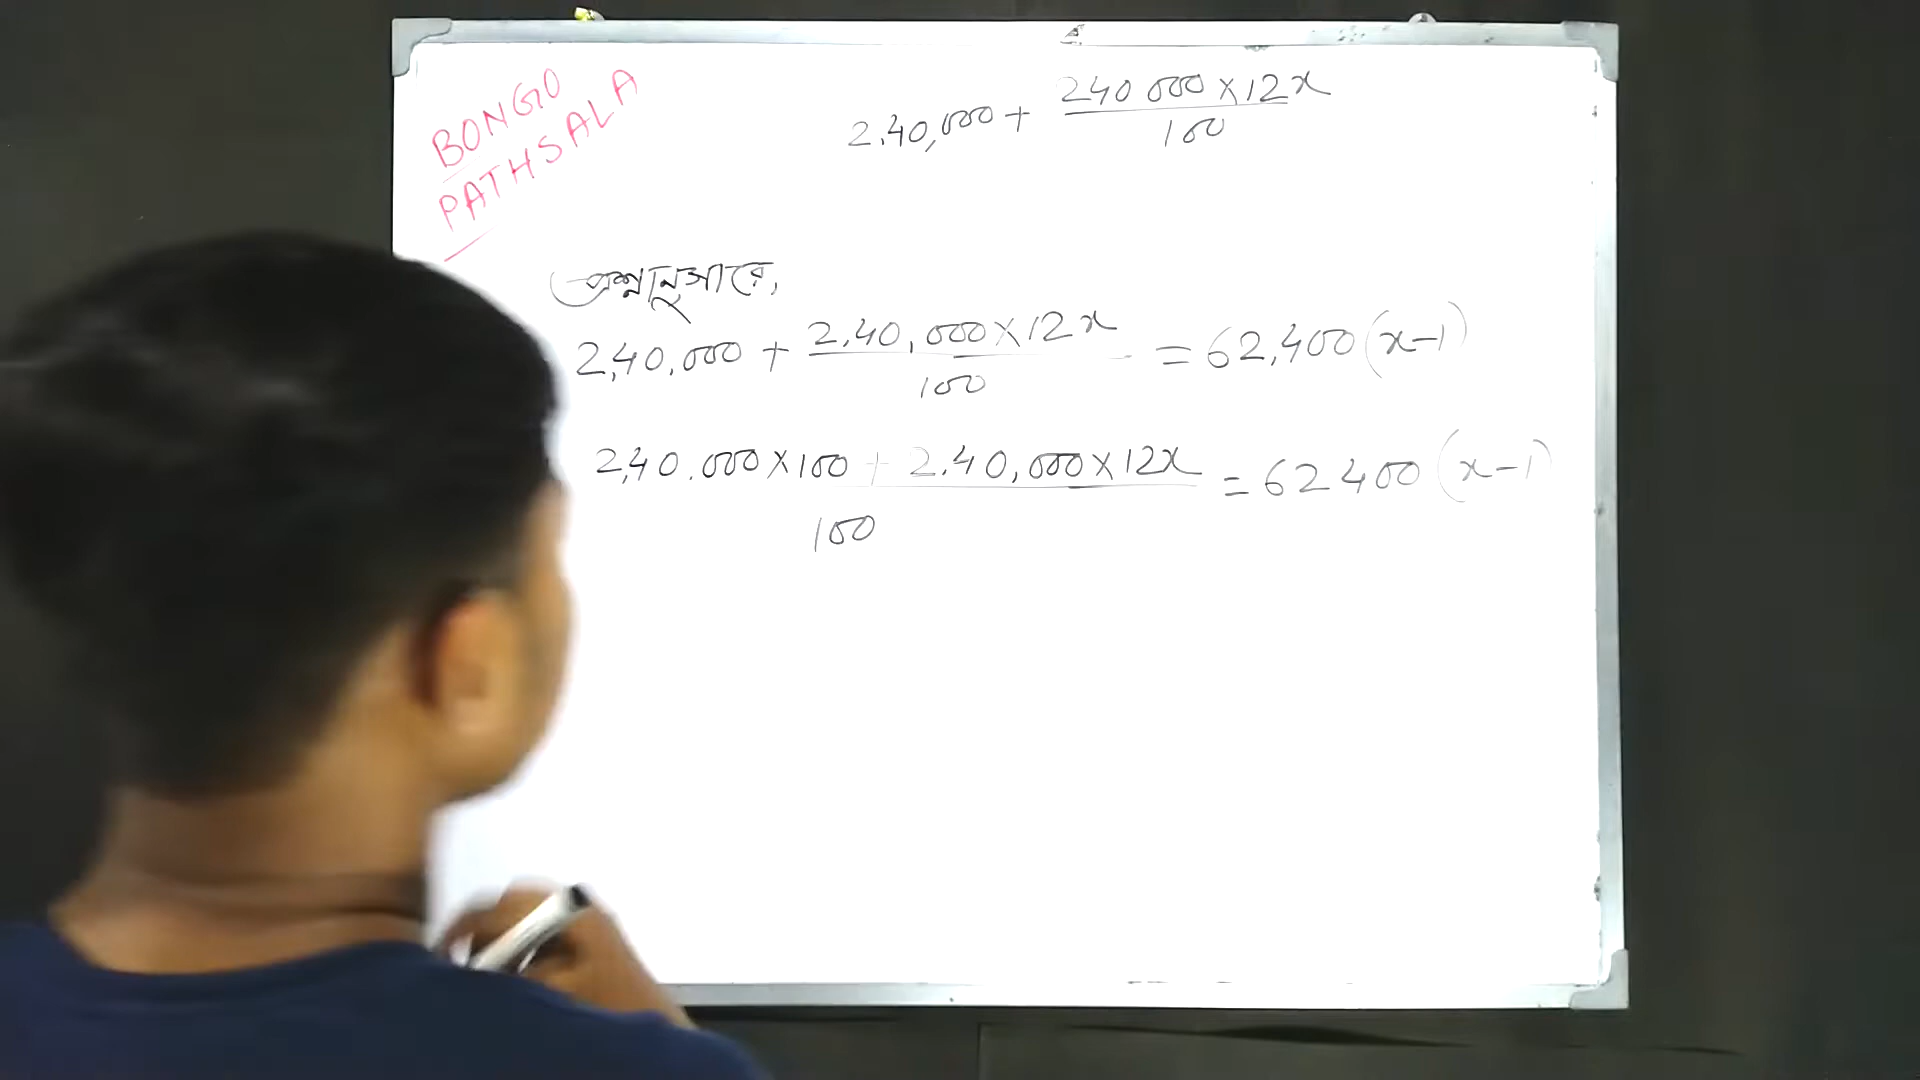 BONGO
PATHSALA
2.40,000 + 240 000 × 12x / 100
প্রশ্নানুসারে,
2,40,000 + 2,40,000 × 12x / 100 = 62,400 (x-1)
2,40.000 × 100 + 2.40,000 × 12x / 100 = 62400 (x-1)